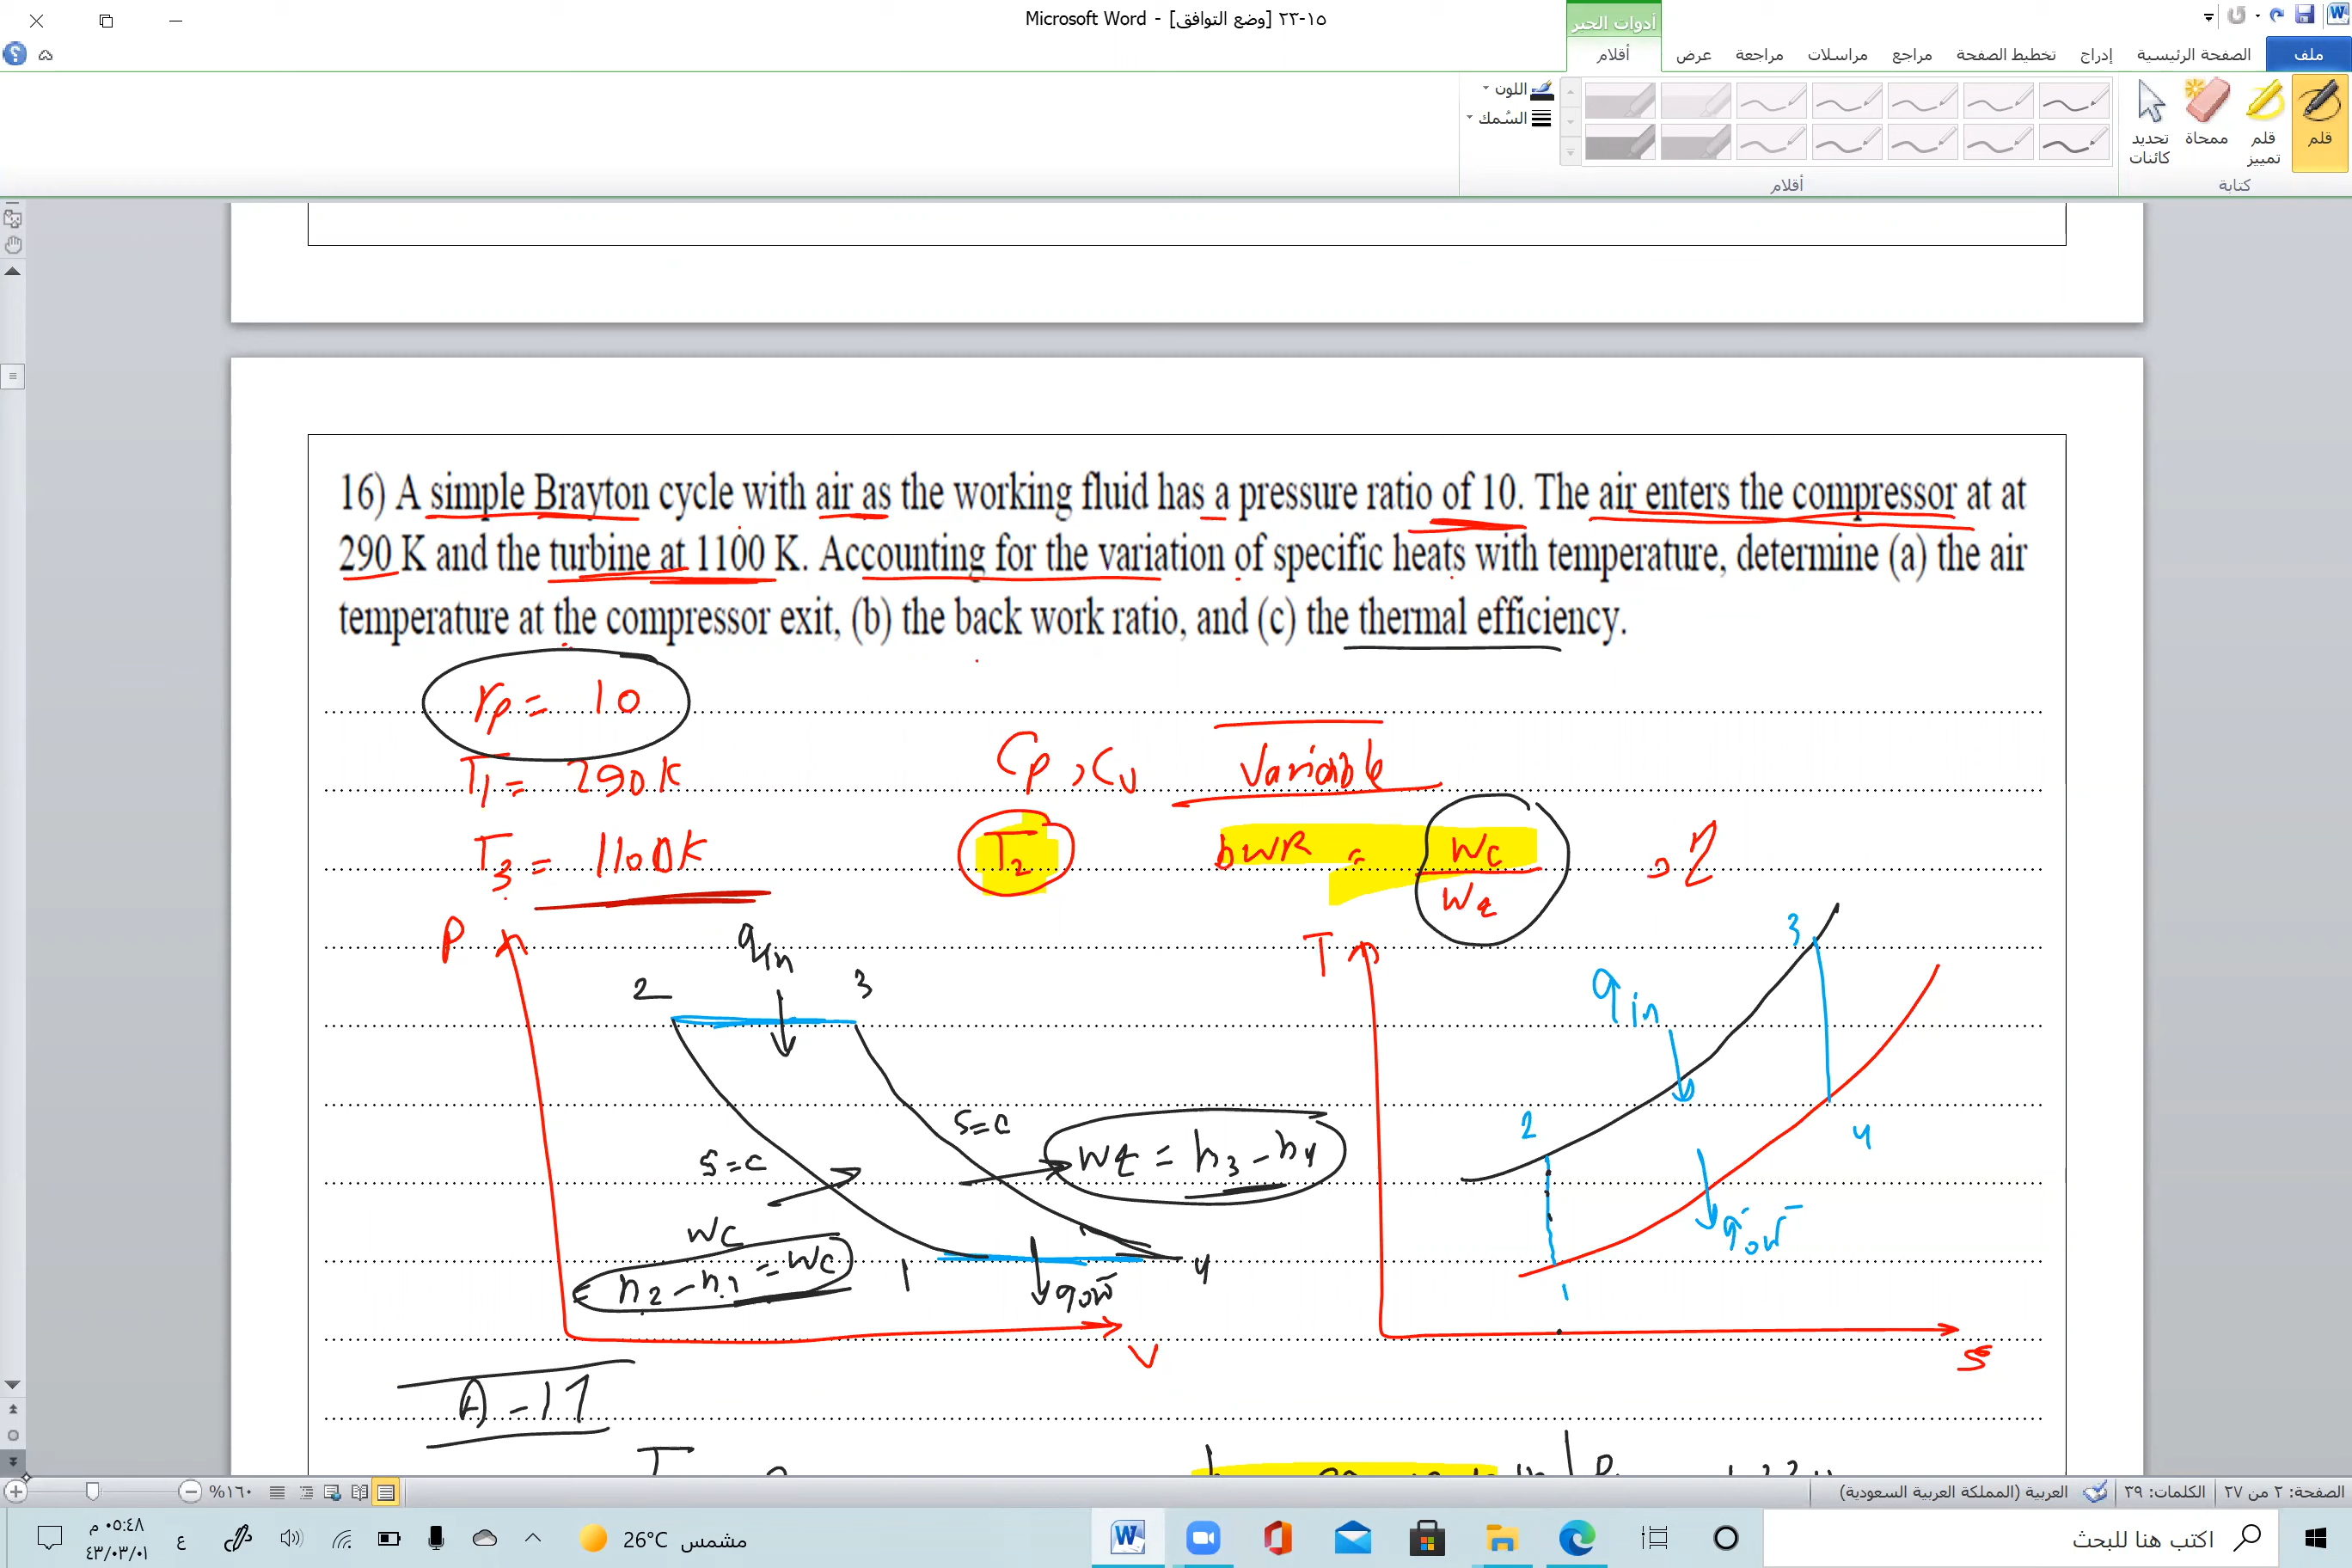 ١٥-٢٣ [وضع التوافق] - Microsoft Word
أدوات الحبر
ملف
الصفحة الرئيسية
إدراج
تخطيط الصفحة
مراجع
مراسلات
مراجعة
عرض
أقلام
قلم
قلم تمييز
ممحاة
تحديد كائنات
كتابة
أقلام
اللون
السُمك
16) A simple Brayton cycle with air as the working fluid has a pressure ratio of 10. The air enters the compressor at at
290 K and the turbine at 1100 K. Accounting for the variation of specific heats with temperature, determine (a) the air
temperature at the compressor exit, (b) the back work ratio, and (c) the thermal efficiency.
rp = 10
T1 = 290 K
Cp, Cv Variable
T3 = 1100 K
T2
bwR = Wc / Wt , η
P
qin
2
3
S=C
S=C
Wt = h3 - h4
Wc
= h2 - h1 = Wc
1
4
qout
V
T
3
qin
2
4
qout
1
S
A-17
الصفحة: ٢ من ٢٧
الكلمات: ٣٩
العربية (المملكة العربية السعودية)
%١٦٠
اكتب هنا للبحث
26°C مشمس
ع
٠٥:٤٨ م
٤٣/٠٣/٠١